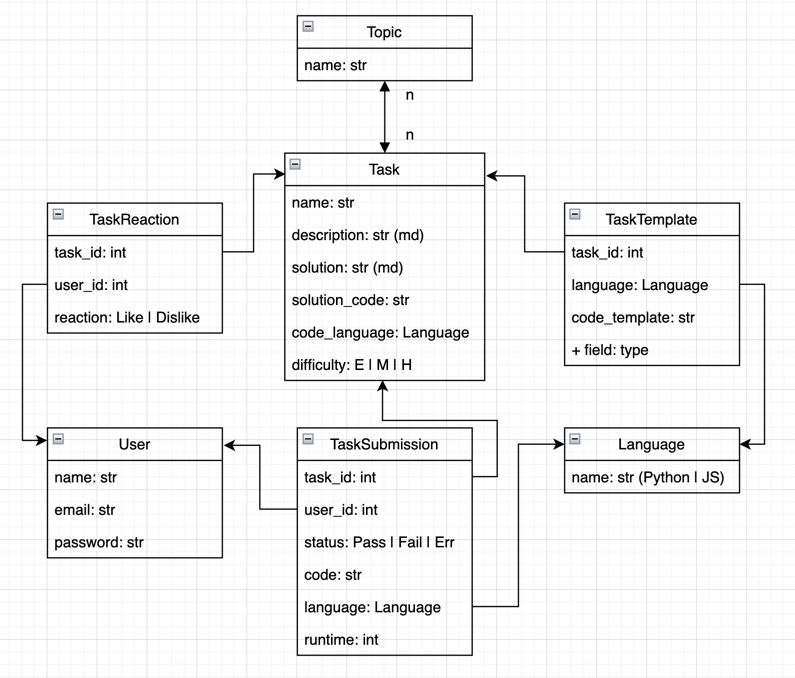 Topic
name: str
n
n
Task
name: str
description: str (md)
solution: str (md)
solution_code: str
code_language: Language
difficulty: E | M | H
TaskReaction
task_id: int
user_id: int
reaction: Like | Dislike
TaskTemplate
task_id: int
language: Language
code_template: str
+ field: type
User
name: str
email: str
password: str
TaskSubmission
task_id: int
user_id: int
status: Pass | Fail | Err
code: str
language: Language
runtime: int
Language
name: str (Python | JS)